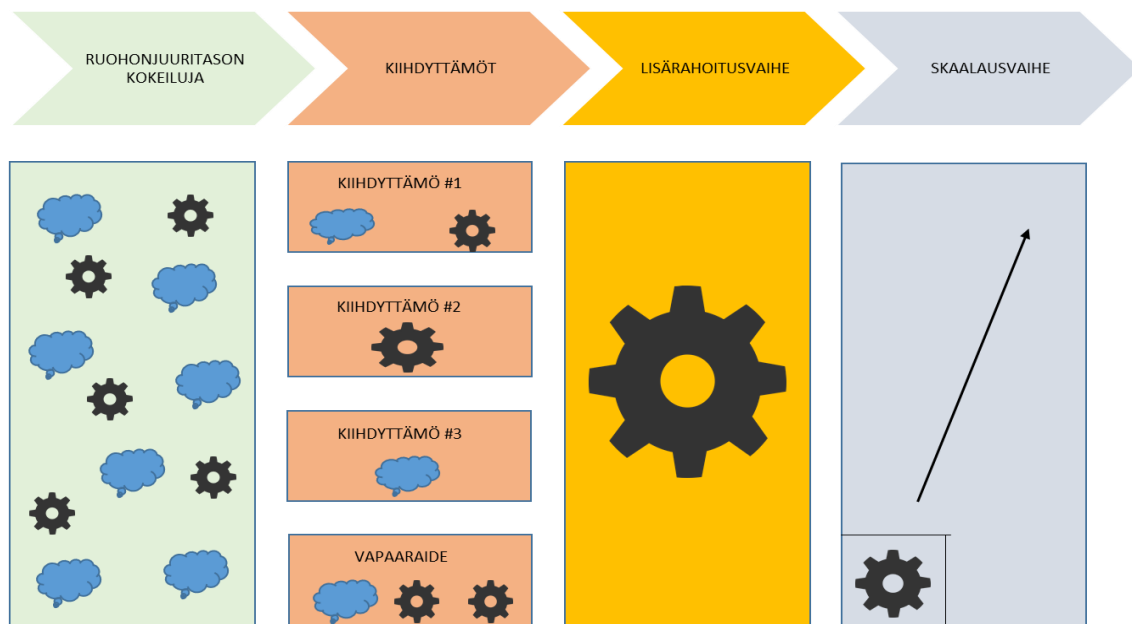 RUOHONJUURITASON
KOKEILUJA
KIIHDYTTÄMÖT
LISÄRAHOITUSVAIHE
SKAALAUSVAIHE
KIIHDYTTÄMÖ #1
KIIHDYTTÄMÖ #2
KIIHDYTTÄMÖ #3
VAPAARAIDE